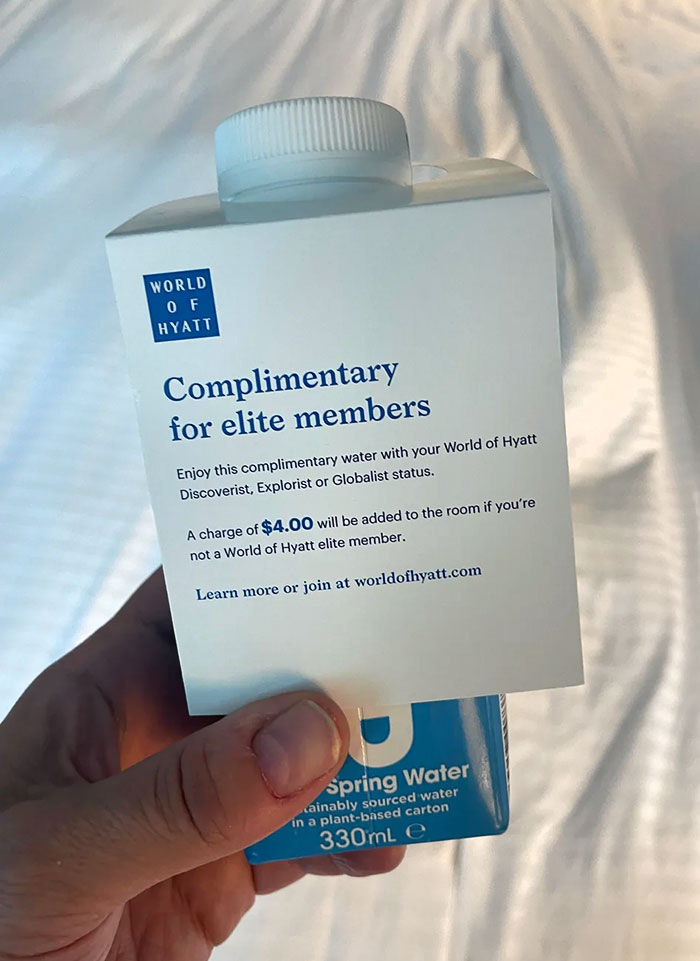 WORLD
OF
HYATT
Complimentary
for elite members
Enjoy this complimentary water with your World of Hyatt
Discoverist, Explorist or Globalist status.
A charge of $4.00 will be added to the room if you're
not a World of Hyatt elite member.
Learn more or join at worldofhyatt.com
Spring Water
sourced water
in a plant-based carton
330mL ℮